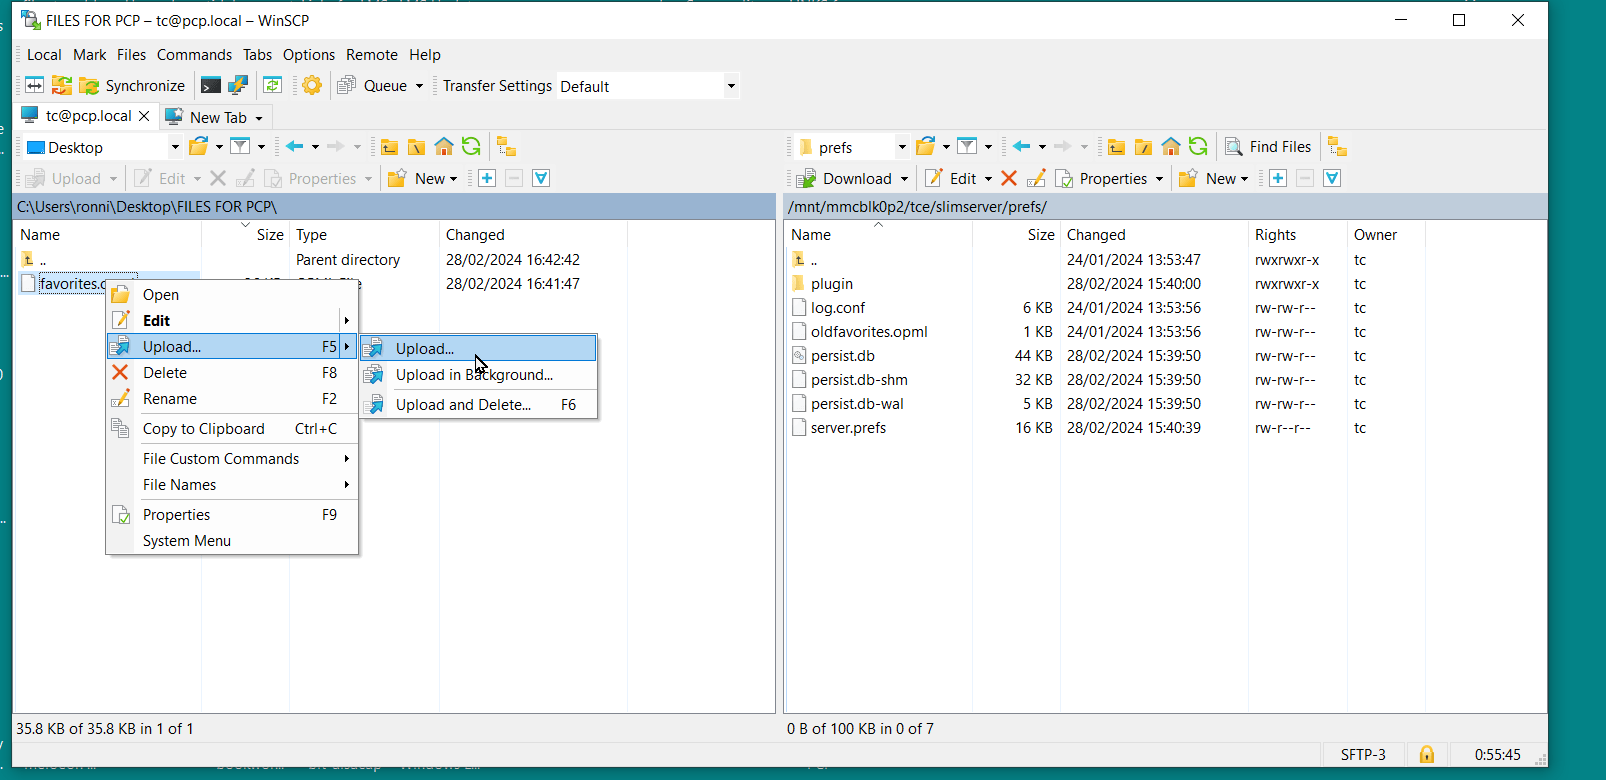 FILES FOR PCP – tc@pcp.local – WinSCP
Local Mark Files Commands Tabs Options Remote Help
Synchronize Queue Transfer Settings Default
tc@pcp.local New Tab
Desktop prefs Find Files
Upload Edit Properties New Download Edit Properties New
C:\Users\ronni\Desktop\FILES FOR PCP\ /mnt/mmcblk0p2/tce/slimserver/prefs/
Name Size Type Changed Name Size Changed Rights Owner
.. Parent directory 28/02/2024 16:42:42 .. 24/01/2024 13:53:47 rwxrwxr-x tc
favorites. 28/02/2024 16:41:47 plugin 28/02/2024 15:40:00 rwxrwxr-x tc
log.conf 6 KB 24/01/2024 13:53:56 rw-rw-r-- tc
oldfavorites.opml 1 KB 24/01/2024 13:53:56 rw-rw-r-- tc
persist.db 44 KB 28/02/2024 15:39:50 rw-rw-r-- tc
persist.db-shm 32 KB 28/02/2024 15:39:50 rw-rw-r-- tc
persist.db-wal 5 KB 28/02/2024 15:39:50 rw-rw-r-- tc
server.prefs 16 KB 28/02/2024 15:40:39 rw-r--r-- tc
Open
Edit
Upload... F5
Delete F8
Rename F2
Copy to Clipboard Ctrl+C
File Custom Commands
File Names
Properties F9
System Menu
Upload...
Upload in Background...
Upload and Delete... F6
35.8 KB of 35.8 KB in 1 of 1 0 B of 100 KB in 0 of 7
SFTP-3 0:55:45